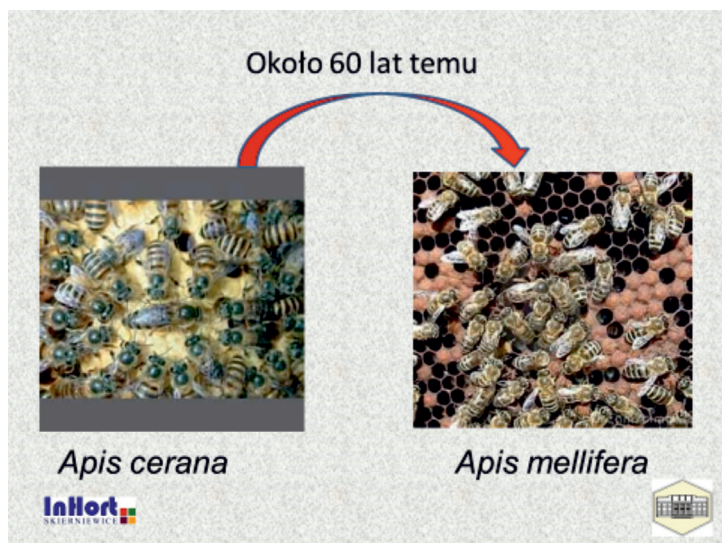 Około 60 lat temu
Apis cerana
Apis mellifera
InHort
SKIERNIEWICE